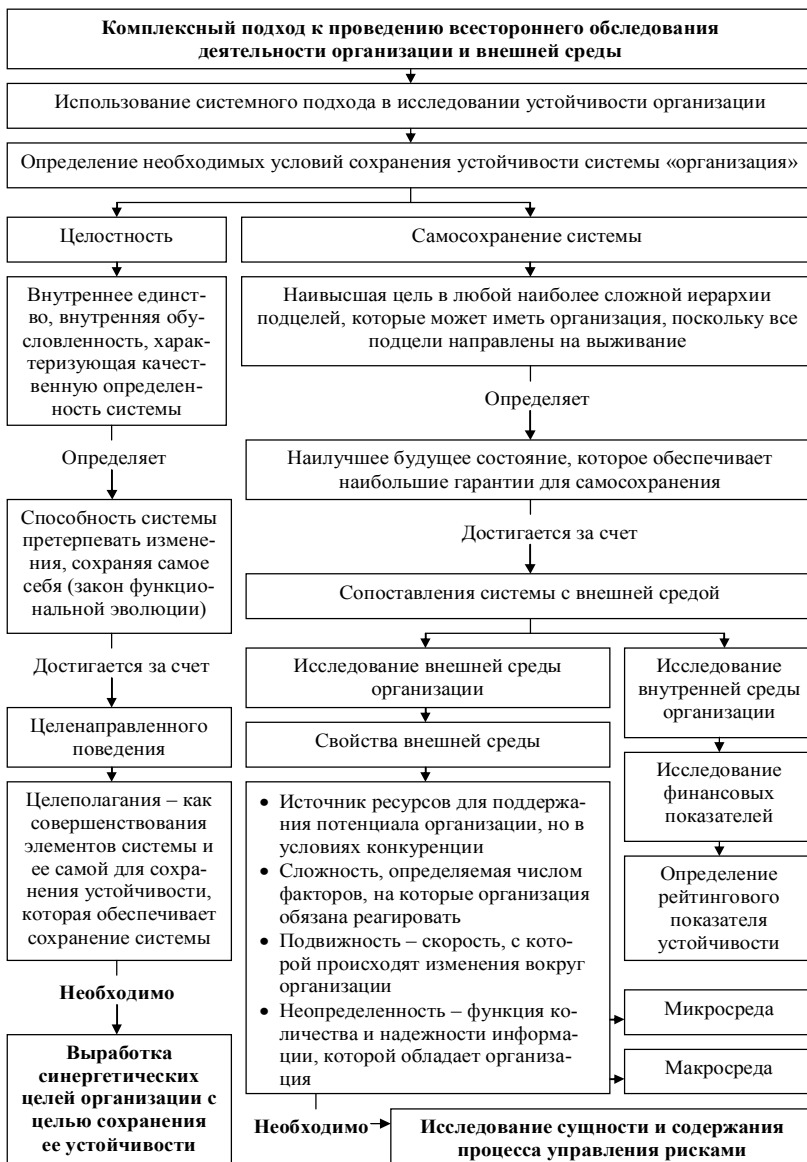 Комплексный подход к проведению всестороннего обследования
деятельности организации и внешней среды
Использование системного подхода в исследовании устойчивости организации
Определение необходимых условий сохранения устойчивости системы «организация»
Целостность
Внутреннее единст-
во, внутренняя обу-
словленность, харак-
теризующая качест-
венную определен-
ность системы
Определяет
Способность системы
претерпевать измене-
ния, сохраняя самое
себя (закон функци-
ональной эволюции)
Достигается за счет
Целенаправленного
поведения
Целеполагания – как
совершенствования
элементов системы и
ее самой для сохра-
нения устойчивости,
которая обеспечивает
сохранение системы
Необходимо
Выработка
синергетических
целей организации с
целью сохранения
ее устойчивости
Самосохранение системы
Наивысшая цель в любой наиболее сложной иерархии
подцелей, которые может иметь организация, поскольку все
подцели направлены на выживание
Определяет
Наилучшее будущее состояние, которое обеспечивает
наибольшие гарантии для самосохранения
Достигается за счет
Сопоставления системы с внешней средой
Исследование внешней среды
организации
Свойства внешней среды
• Источник ресурсов для поддержа-
ния потенциала организации, но в
условиях конкуренции
• Сложность, определяемая числом
факторов, на которые организация
обязана реагировать
• Подвижность – скорость, с кото-
рой происходят изменения вокруг
организации
• Неопределенность – функция ко-
личества и надежности информа-
ции, которой обладает организа-
ция
Исследование
внутренней среды
организации
Исследование
финансовых
показателей
Определение
рейтингового
показателя
устойчивости
Микросреда
Макросреда
Необходимо
Исследование сущности и содержания
процесса управления рисками